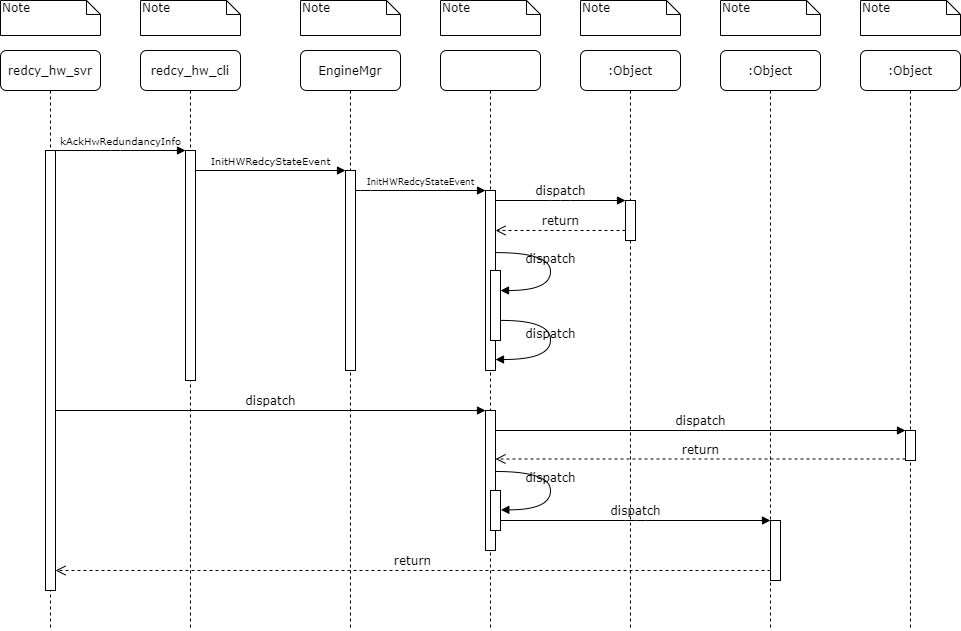 Note
Note
Note
Note
Note
Note
Note
redcy_hw_svr
redcy_hw_cli
EngineMgr
:Object
:Object
:Object
kAckHwRedundancyInfo
InitHWRedcyStateEvent
InitHWRedcyStateEvent
dispatch
return
dispatch
dispatch
dispatch
dispatch
return
dispatch
dispatch
return